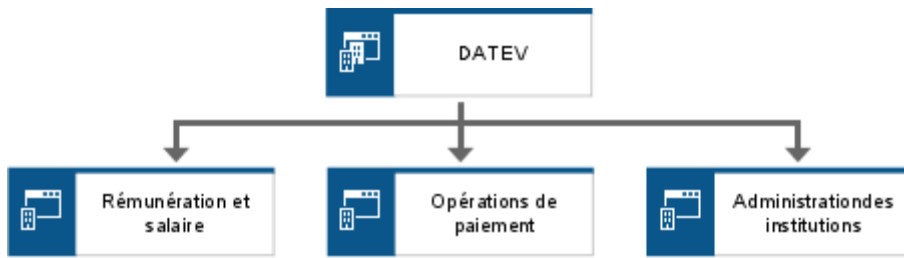 DATEV
Rémunération et
salaire
Opérations de
paiement
Administrationdes
institutions